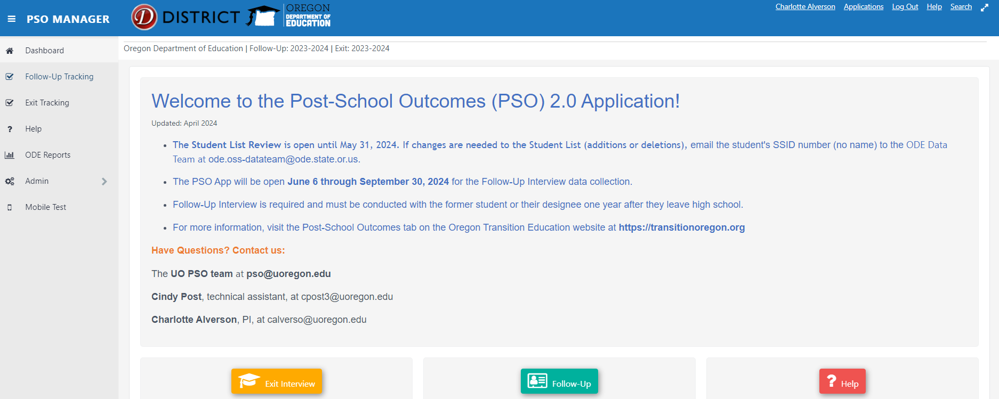 PSO MANAGER
DISTRICT
OREGON
DEPARTMENT OF
EDUCATION
Charlotte Alverson Applications Log Out Help Search
Dashboard
Follow-Up Tracking
Exit Tracking
Help
ODE Reports
Admin
Mobile Test
Oregon Department of Education | Follow-Up: 2023-2024 | Exit: 2023-2024
Welcome to the Post-School Outcomes (PSO) 2.0 Application!
Updated: April 2024
• The Student List Review is open until May 31, 2024. If changes are needed to the Student List (additions or deletions), email the student's SSID number (no name) to the ODE Data
Team at ode.oss-datateam@ode.state.or.us.
• The PSO App will be open June 6 through September 30, 2024 for the Follow-Up Interview data collection.
• Follow-Up Interview is required and must be conducted with the former student or their designee one year after they leave high school.
• For more information, visit the Post-School Outcomes tab on the Oregon Transition Education website at https://transitionoregon.org
Have Questions? Contact us:
The UO PSO team at pso@uoregon.edu
Cindy Post, technical assistant, at cpost3@uoregon.edu
Charlotte Alverson, PI, at calverso@uoregon.edu
Exit Interview
Follow-Up
? Help